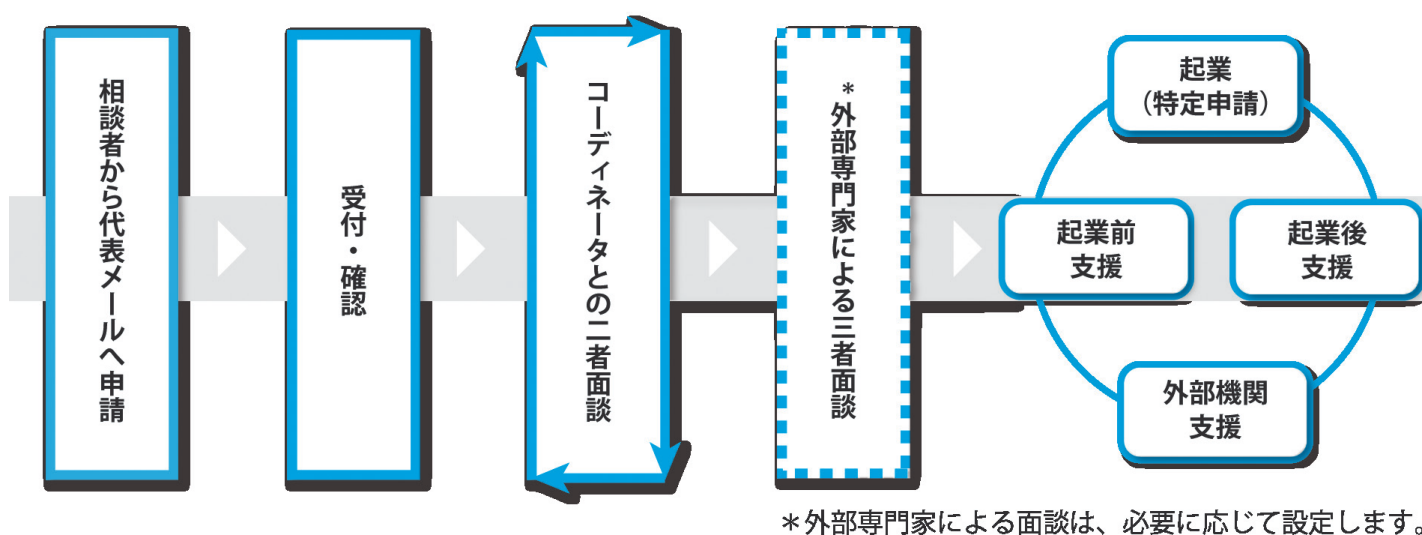 相談者から代表メールへ申請
受付・確認
コーディネータとの二者面談
*外部専門家による三者面談
起業
（特定申請）
起業前
支援
起業後
支援
外部機関
支援
*外部専門家による面談は、必要に応じて設定します。